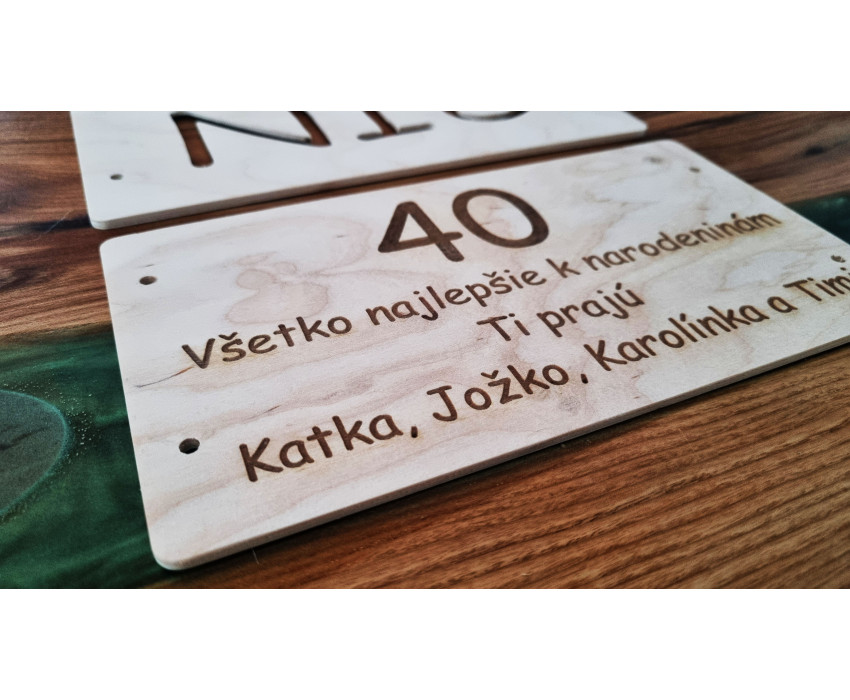 40
Všetko najlepšie k narodeninám
Ti prajú
Katka, Jožko, Karolínka a